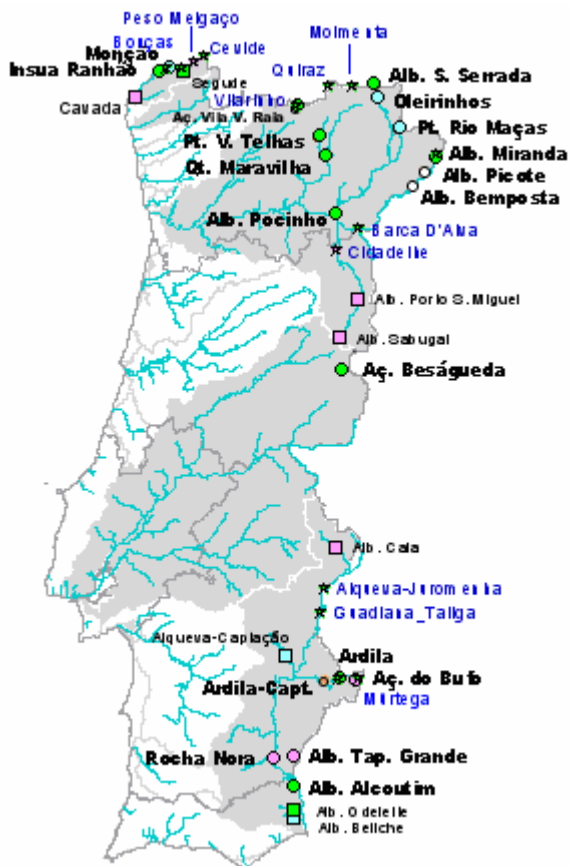 Peso Melgaço
Molmenta
Bouças
Monção
Cevide
Insua Ranhão
Quiraz
Alb. S. Serrada
Segude
Cavada
Vilarinho
Oleirinhos
Aç. Vila V. Raia
Pt. Rio Maças
Pt. V. Telhas
Alb. Miranda
Qt. Maravilha
Alb. Picote
Alb. Bemposta
Alb. Pocinho
Barca D'Alva
Cidadelhe
Alb. Porto S.Miguel
Alb. Sabugal
Aç. Beságueda
Alb. Caia
Alqueva-Juromenha
Guadiana_Taliga
Alqueva-Captação
Ardila
Ardila-Capt.
Aç. do Bufo
Múrtega
Rocha Nora
Alb. Tap. Grande
Alb. Alcoutim
Alb. Odeleite
Alb. Beliche